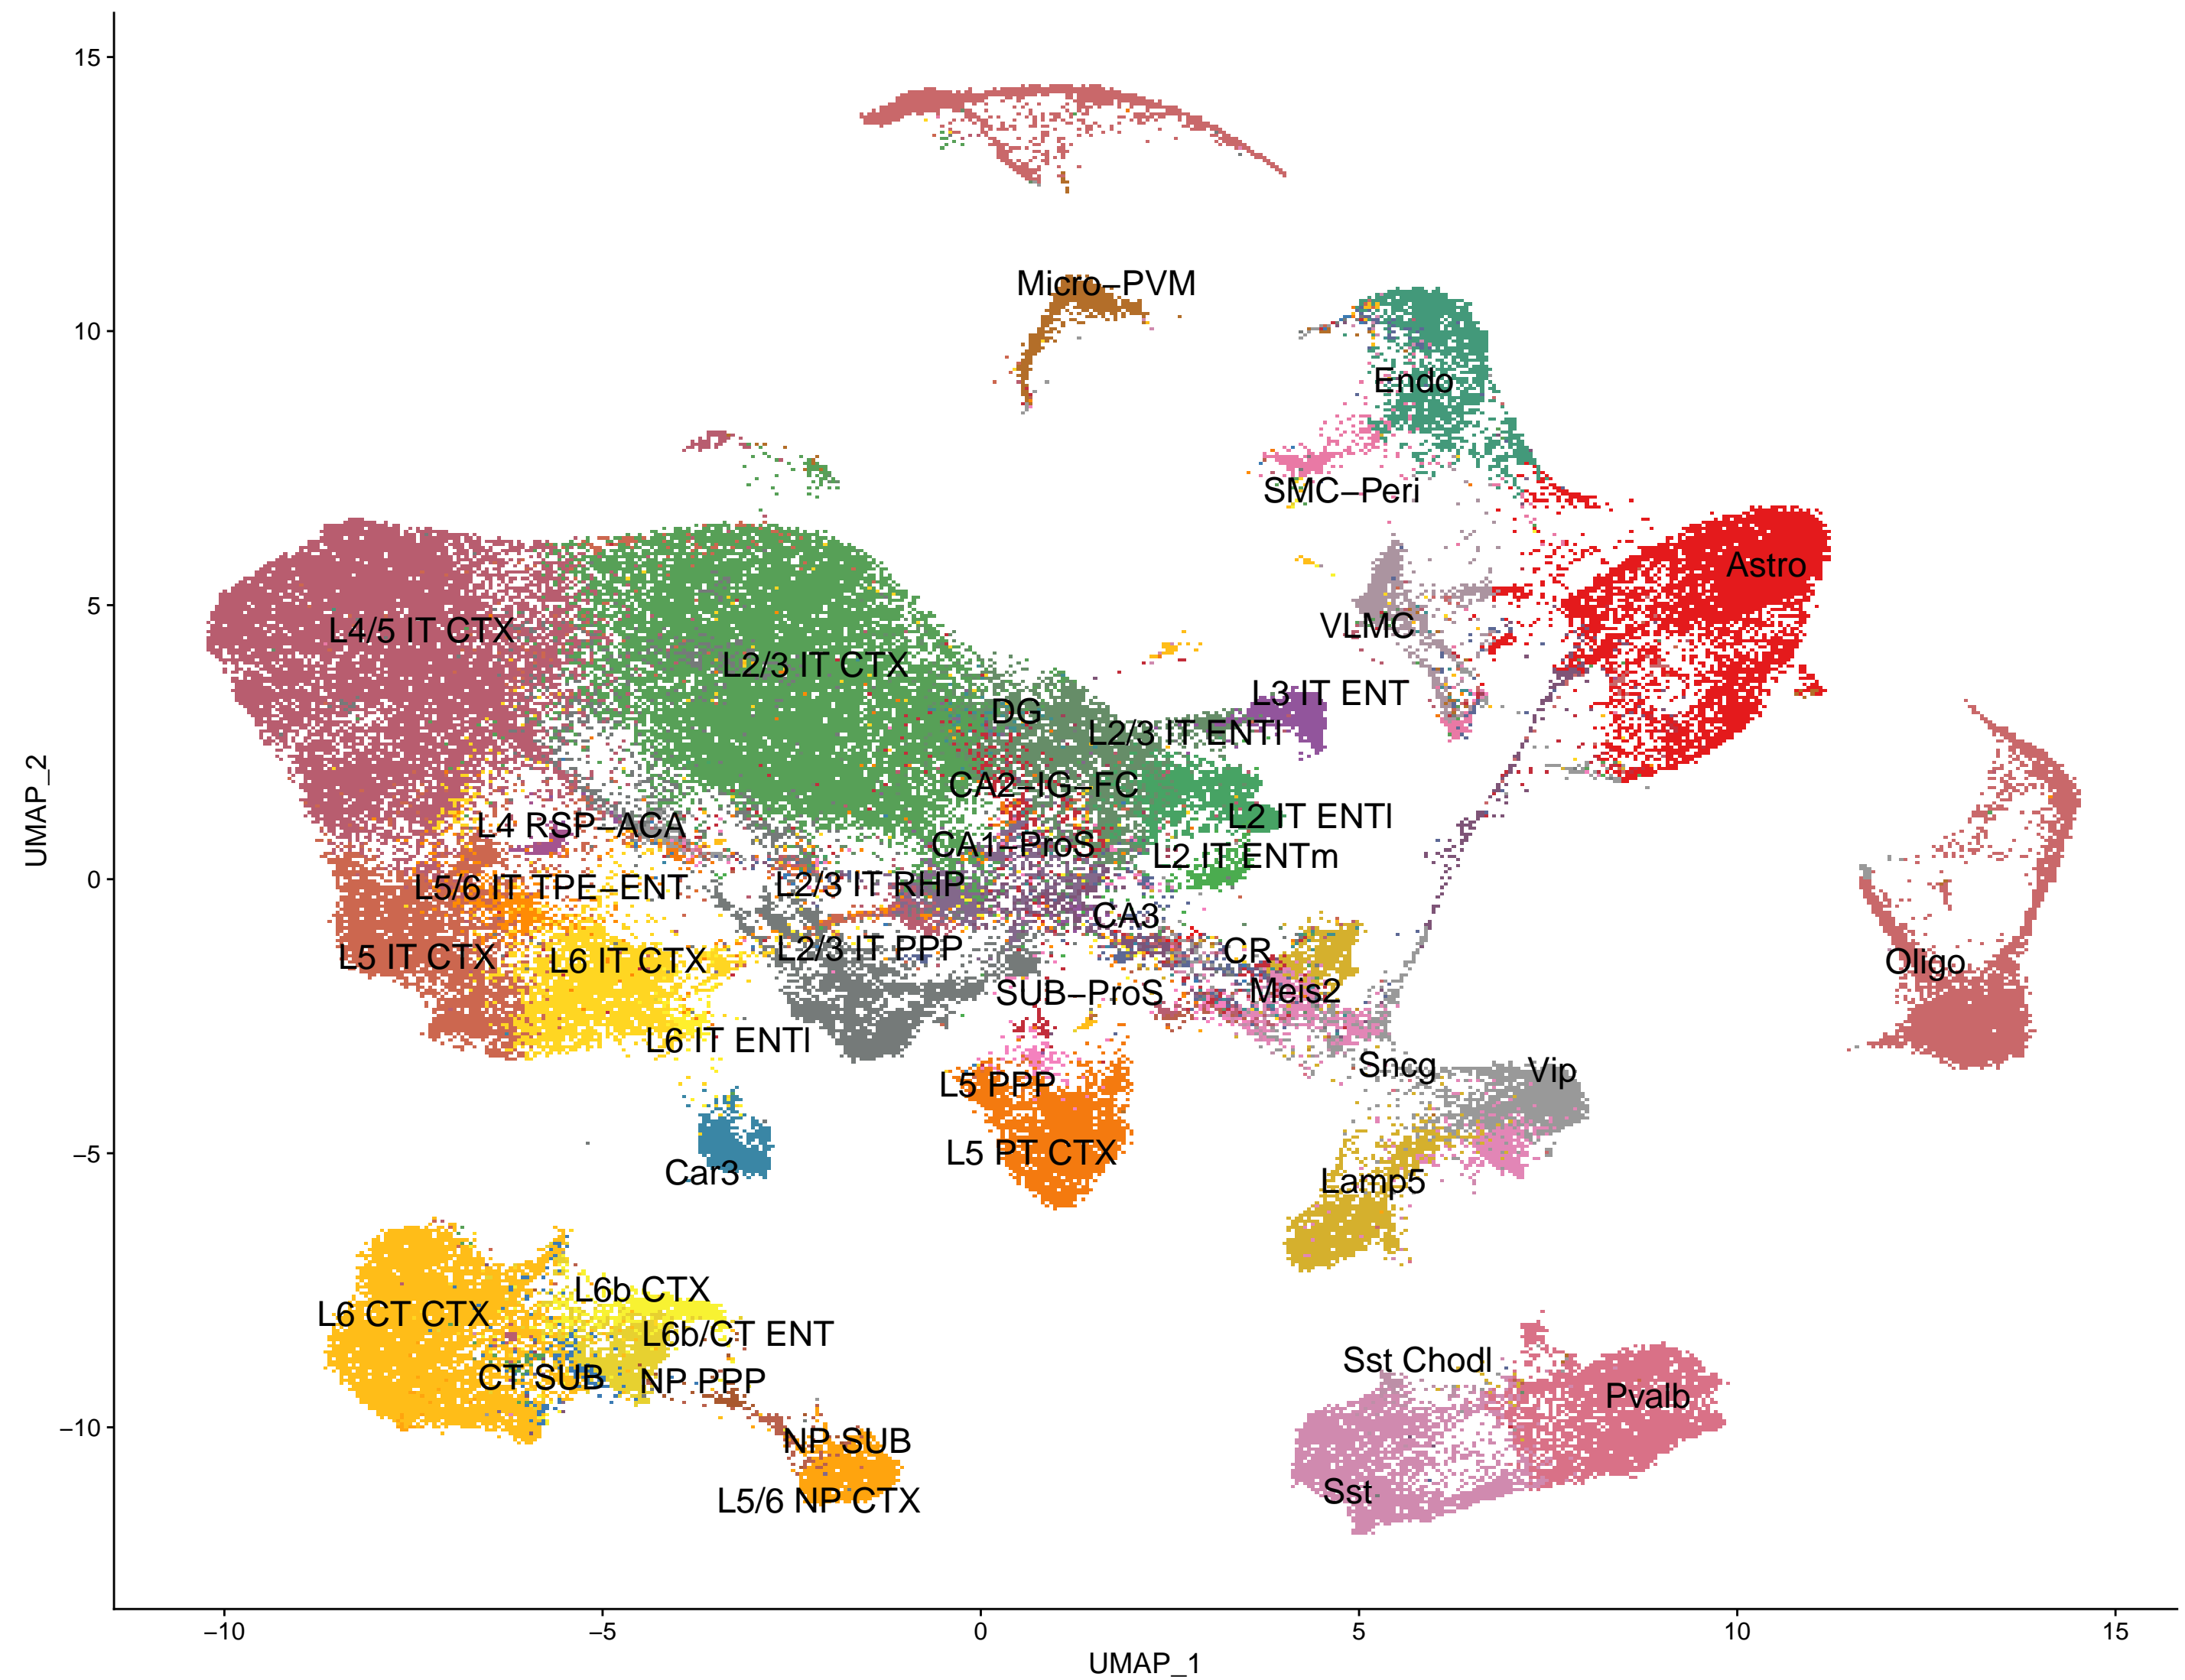 15
Micro−PVM
10
Endo
SMC−Peri
Astro
5
L4/5 IT CTX
VLMC
L2/3 IT CTX
L3 IT ENT
DG
L2/3 IT ENTl
CA2−IG−FC
L2 IT ENTl
L4 RSP−ACA
CA1−ProS
L2 IT ENTm
0
L5/6 IT TPE−ENT
L2/3 IT RHP
CA3
L2/3 IT PPP
CR
L5 IT CTX
L6 IT CTX
Oligo
SUB−ProS
Meis2
L6 IT ENTl
Sncg
Vip
L5 PPP
−5
L5 PT CTX
Car3
Lamp5
L6b CTX
L6 CT CTX
L6b/CT ENT
Sst Chodl
CT SUB
NP PPP
Pvalb
−10
NP SUB
Sst
L5/6 NP CTX
−10
−5
0
5
10
15
UMAP_1
UMAP_2